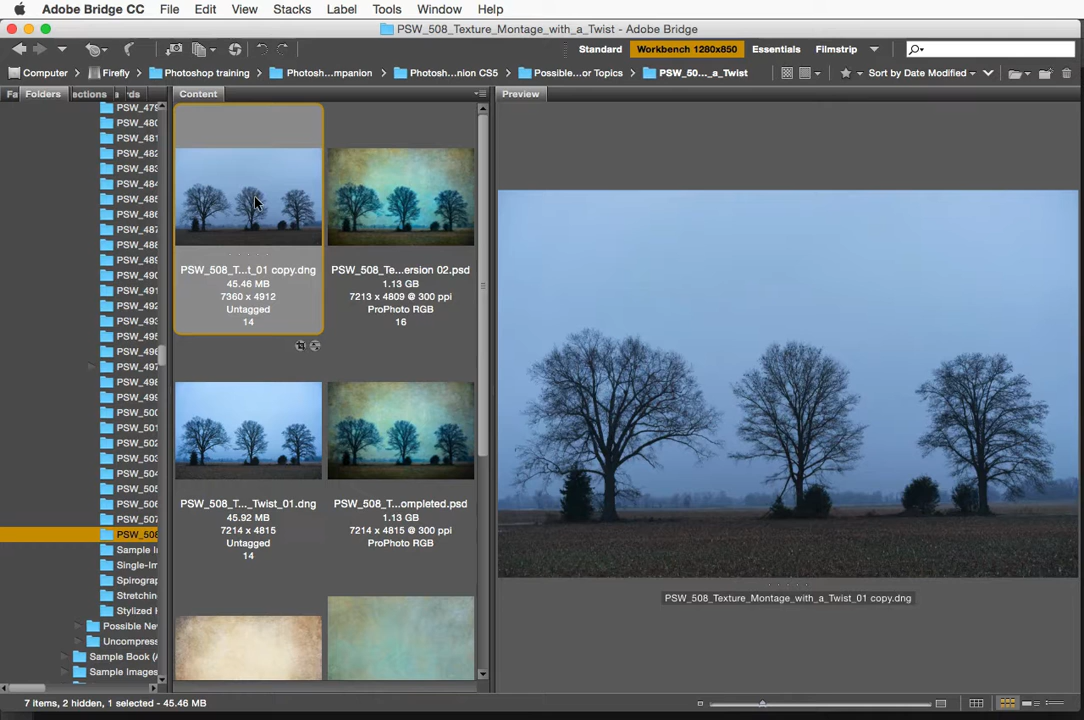 Adobe Bridge CC File Edit View Stacks Label Tools Window Help
PSW_508_Texture_Montage_with_a_Twist - Adobe Bridge
Standard Workbench 1280x850 Essentials Filmstrip
Computer Firefly Photoshop training Photosh...mpanion Photosh...nion CS5 Possible...or Topics PSW_50..._a_Twist Sort by Date Modified
Fa Folders Content Preview
PSW_479
PSW_480
PSW_481
PSW_482
PSW_483
PSW_484
PSW_485
PSW_486
PSW_487
PSW_488
PSW_489
PSW_490
PSW_491
PSW_492
PSW_493
PSW_495
PSW_496
PSW_497
PSW_498
PSW_499
PSW_500
PSW_501
PSW_502
PSW_503
PSW_504
PSW_505
PSW_506
PSW_507
PSW_508
Sample I
Single-Im
Spirograp
Stretching
Stylized
Possible Ne
Uncompress
Sample Book (
Sample Images
PSW_508_T...t_01 copy.dng
45.46 MB
7360 x 4912
Untagged
14
PSW_508_Te...ersion 02.psd
1.13 GB
7213 x 4809 @ 300 ppi
ProPhoto RGB
16
PSW_508_T..._Twist_01.dng
45.92 MB
7214 x 4815
Untagged
14
PSW_508_T...ompleted.psd
1.13 GB
7214 x 4815 @ 300 ppi
ProPhoto RGB
PSW_508_Texture_Montage_with_a_Twist_01 copy.dng
7 items, 2 hidden, 1 selected - 45.46 MB